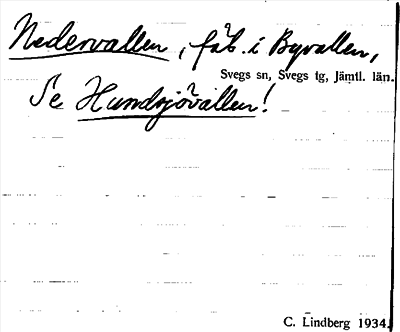 Nedervallen, fäb. i Byvallen,
Svegs sn, Svegs tg, Jämtl. län.
Se Hundsjövallen!
C. Lindberg 1934.